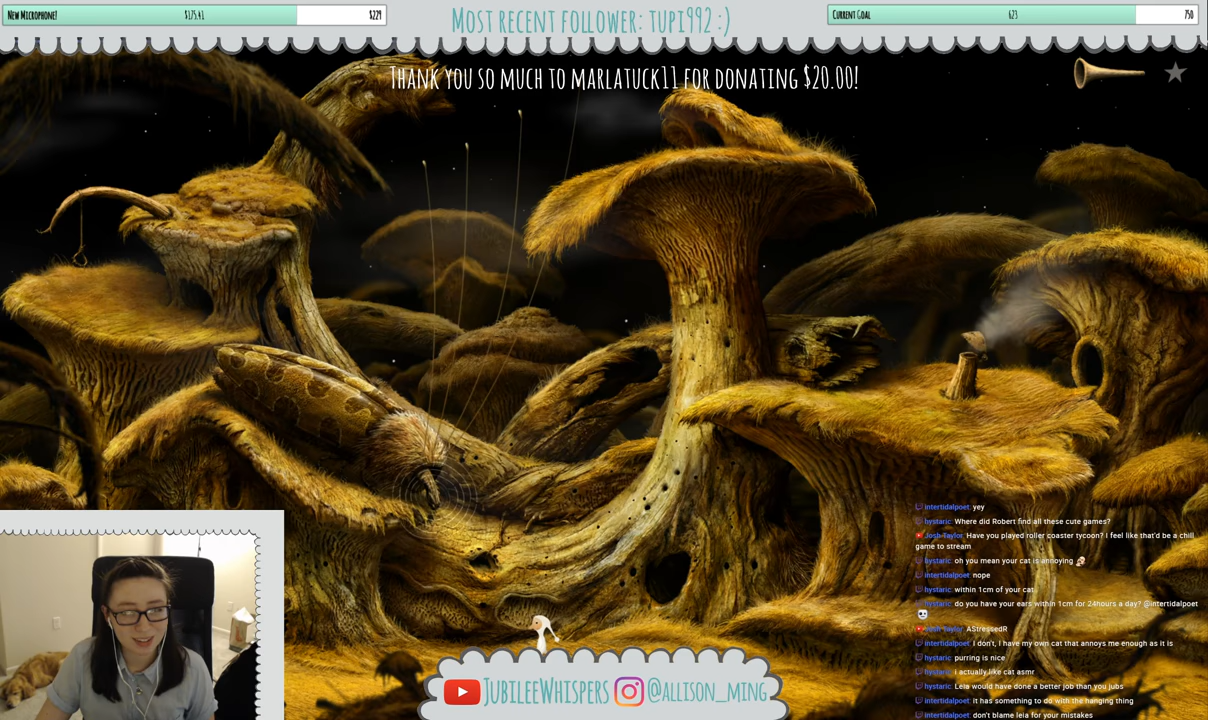 New Microphone! $175.41 $229
Most recent follower: tupi992 :)
Current Goal 623 750
Thank you so much to marlatuck11 for donating $20.00!
intertidalpoet: yey
hystaric: Where did Robert find all these cute games?
Josh Taylor: Have you played roller coaster tycoon? I feel like that'd be a chill
game to stream
hystaric: oh you mean your cat is annoying
intertidalpoet: nope
hystaric: within 1cm of your cat..
hystaric: do you have your ears within 1cm for 24hours a day? @intertidalpoet
Josh Taylor: AStressedR
intertidalpoet: I don't, I have my own cat that annoys me enough as it is
hystaric: purring is nice
hystaric: i actually like cat asmr
hystaric: Leia would have done a better job than you jubs
intertidalpoet: it has something to do with the hanging thing
intertidalpoet: don't blame leia for your mistakes
JubileeWhispers @allison_ming